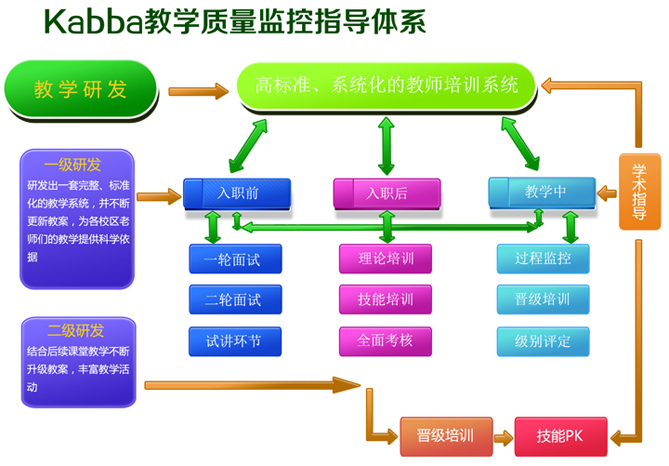 Kabba教学质量监控指导体系
教学研发
高标准、系统化的教师培训系统
一级研发
研发出一套完整、标准
化的教学系统，并不断
更新教案，为各校区老
师们的教学提供科学依
据
入职前
入职后
教学中
学术指导
一轮面试
理论培训
过程监控
二轮面试
技能培训
晋级培训
试讲环节
全面考核
级别评定
二级研发
结合后续课堂教学不断
升级教案，丰富教学活
动
晋级培训
技能PK